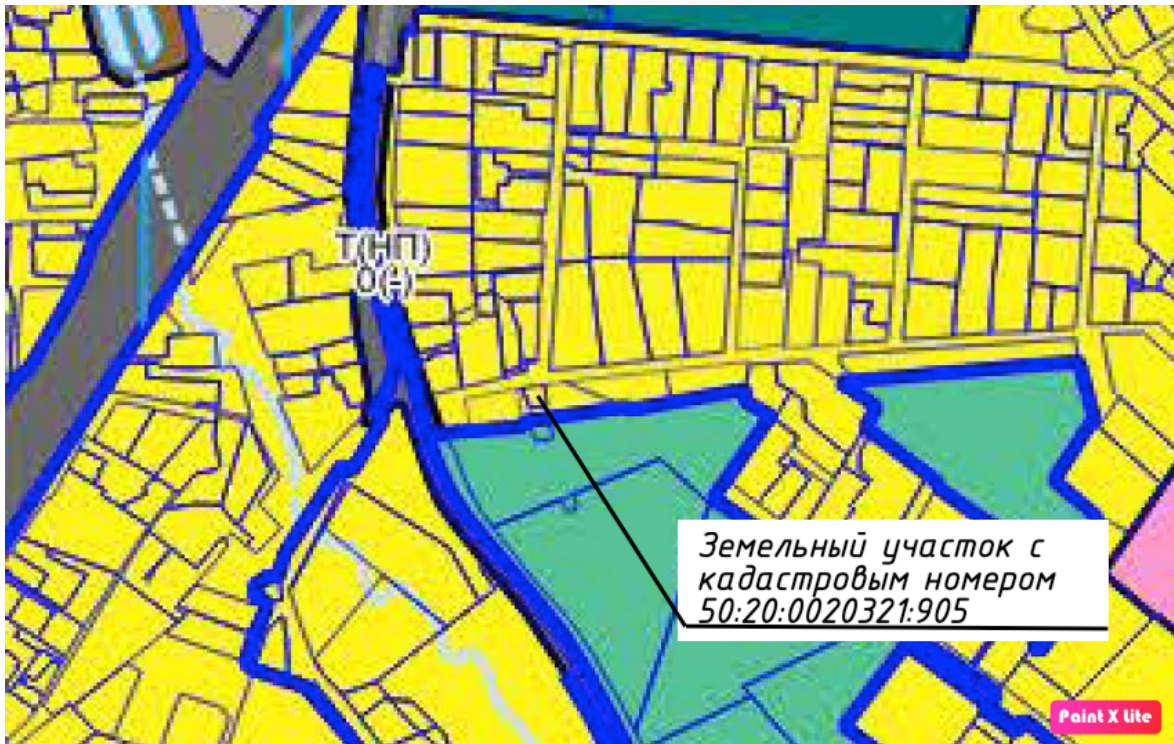 Т(НП)
О(-)
Земельный участок с
кадастровым номером
50:20:0020321:905
Paint X Lite